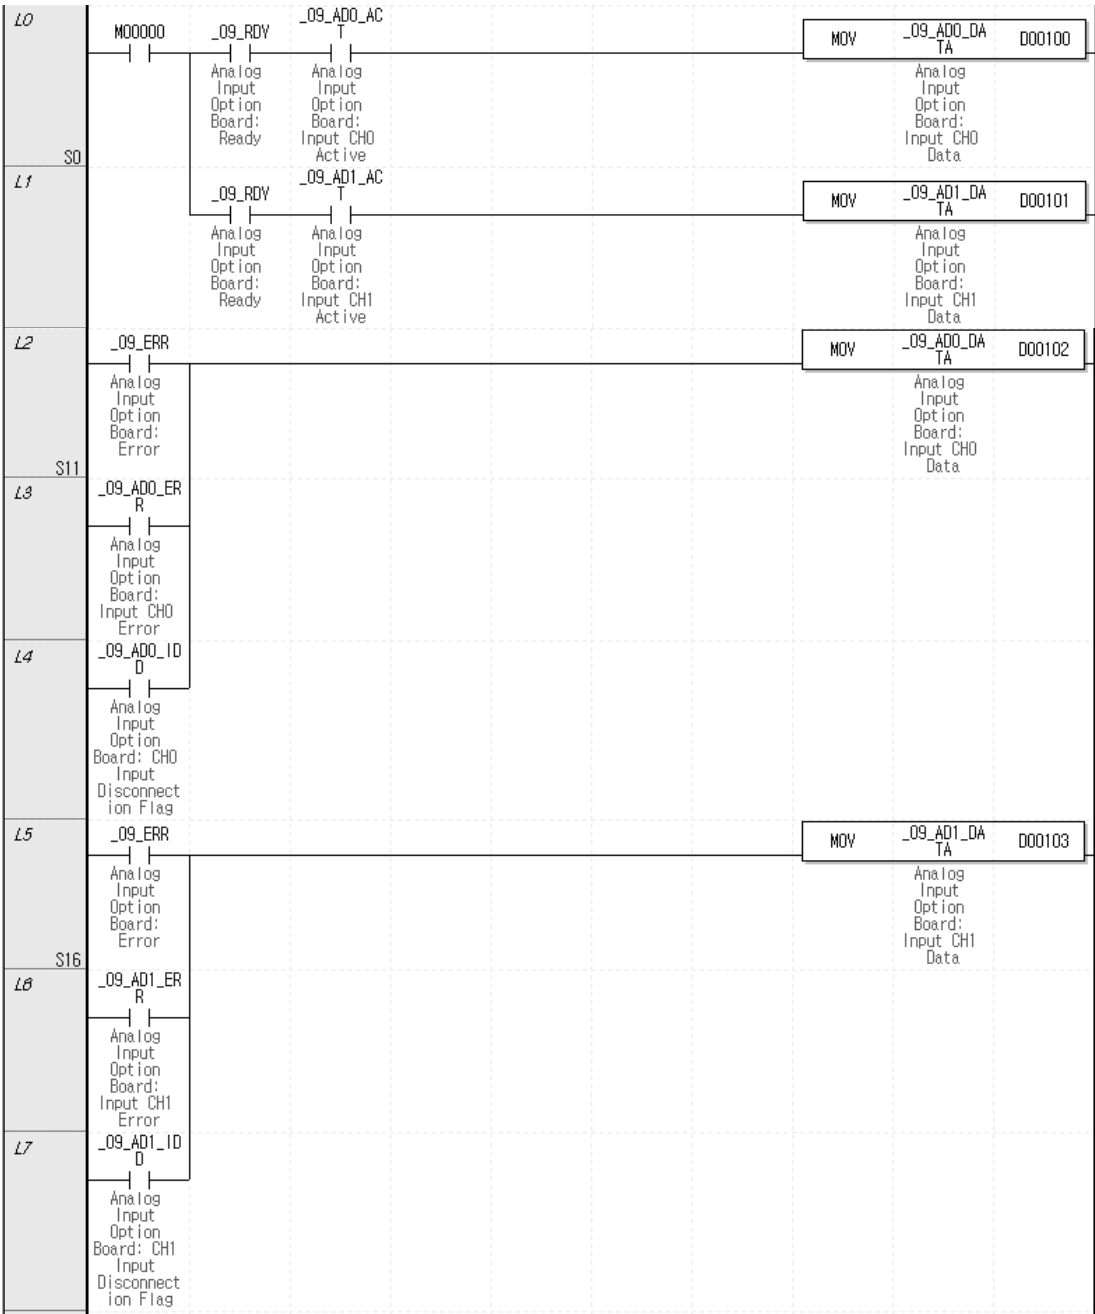 L0
M00000 _09_RDY _09_AD0_AC
T
MOV _09_AD0_DA
TA D00100
Analog
Input
Option
Board:
Ready
Analog
Input
Option
Board:
Input CH0
Active
Analog
Input
Option
Board:
Input CH0
Data
S0
L1
_09_RDY _09_AD1_AC
T
MOV _09_AD1_DA
TA D00101
Analog
Input
Option
Board:
Ready
Analog
Input
Option
Board:
Input CH1
Active
Analog
Input
Option
Board:
Input CH1
Data
L2
_09_ERR
MOV _09_AD0_DA
TA D00102
Analog
Input
Option
Board:
Error
Analog
Input
Option
Board:
Input CH0
Data
S11
L3
_09_AD0_ER
R
Analog
Input
Option
Board:
Input CH0
Error
L4
_09_AD0_ID
D
Analog
Input
Option
Board: CH0
Input
Disconnect
ion Flag
L5
_09_ERR
MOV _09_AD1_DA
TA D00103
Analog
Input
Option
Board:
Error
Analog
Input
Option
Board:
Input CH1
Data
S16
L6
_09_AD1_ER
R
Analog
Input
Option
Board:
Input CH1
Error
L7
_09_AD1_ID
D
Analog
Input
Option
Board: CH1
Input
Disconnect
ion Flag